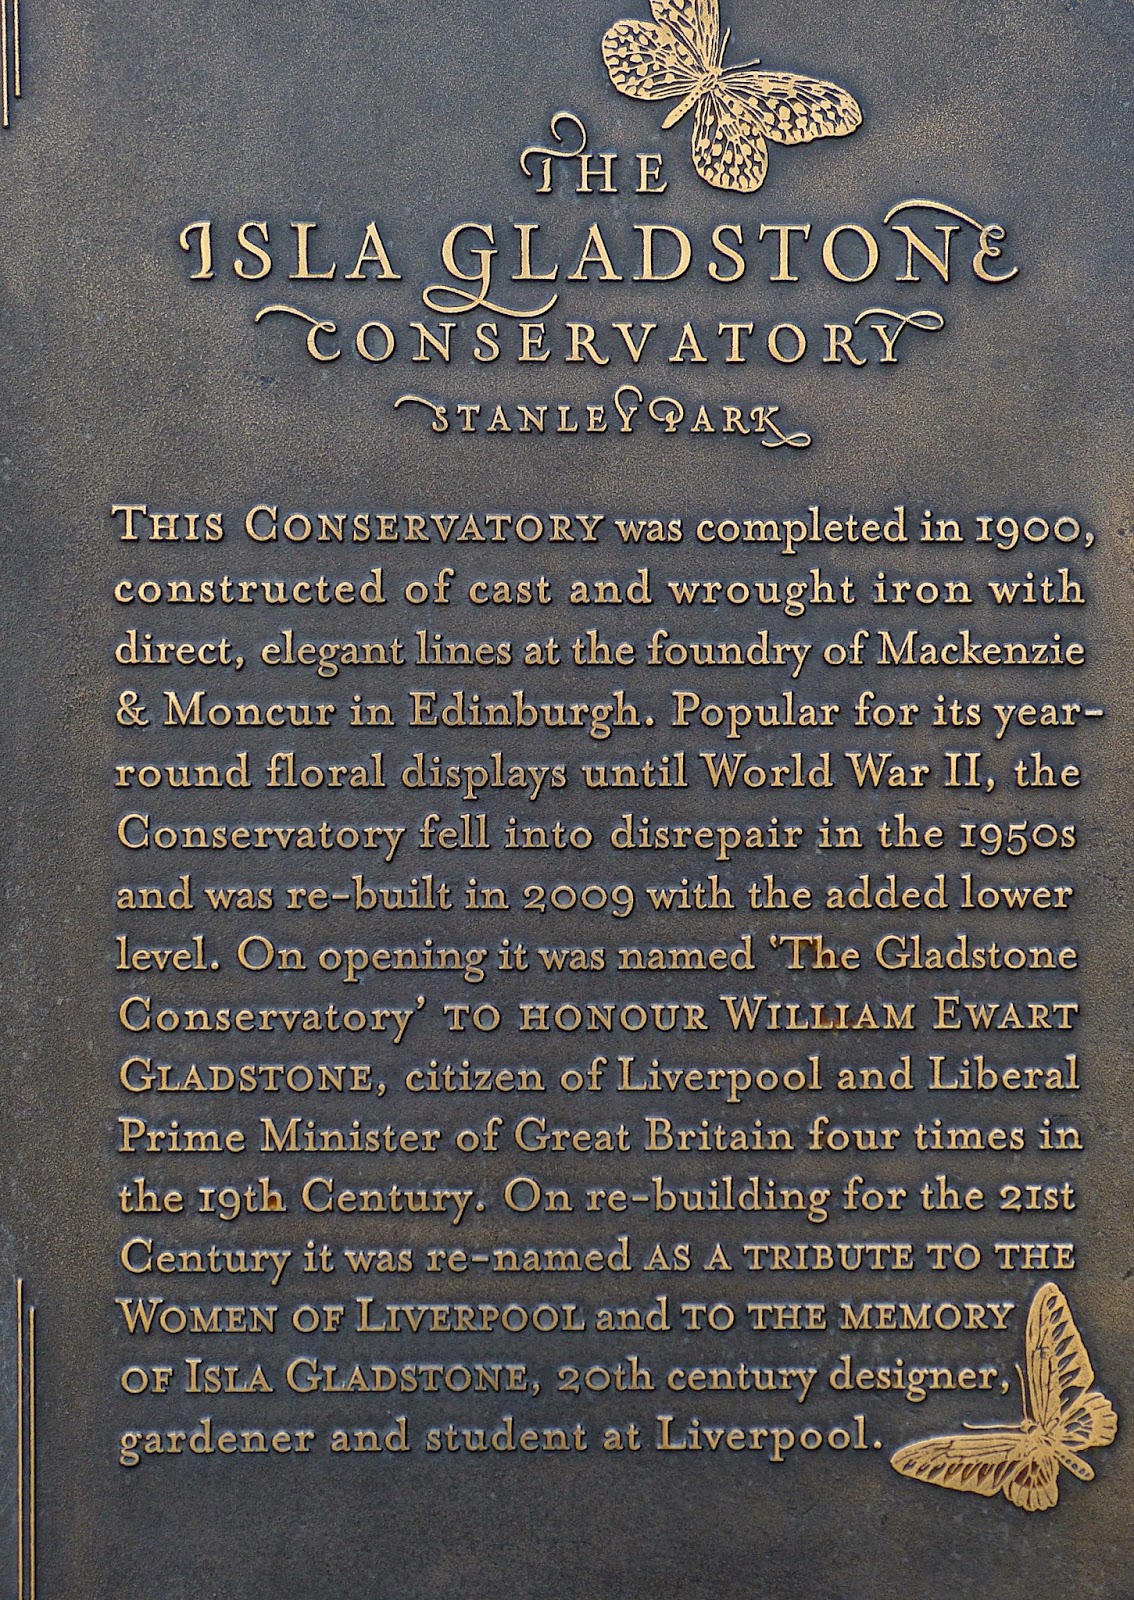 THE
ISLA GLADSTONE
CONSERVATORY
STANLEY PARK
THIS CONSERVATORY was completed in 1900,
constructed of cast and wrought iron with
direct, elegant lines at the foundry of Mackenzie
& Moncur in Edinburgh. Popular for its year-
round floral displays until World War II, the
Conservatory fell into disrepair in the 1950s
and was re-built in 2009 with the added lower
level. On opening it was named ‘The Gladstone
Conservatory’ TO HONOUR WILLIAM EWART
GLADSTONE, citizen of Liverpool and Liberal
Prime Minister of Great Britain four times in
the 19th Century. On re-building for the 21st
Century it was re-named AS A TRIBUTE TO THE
WOMEN OF LIVERPOOL and TO THE MEMORY
OF ISLA GLADSTONE, 20th century designer,
gardener and student at Liverpool.